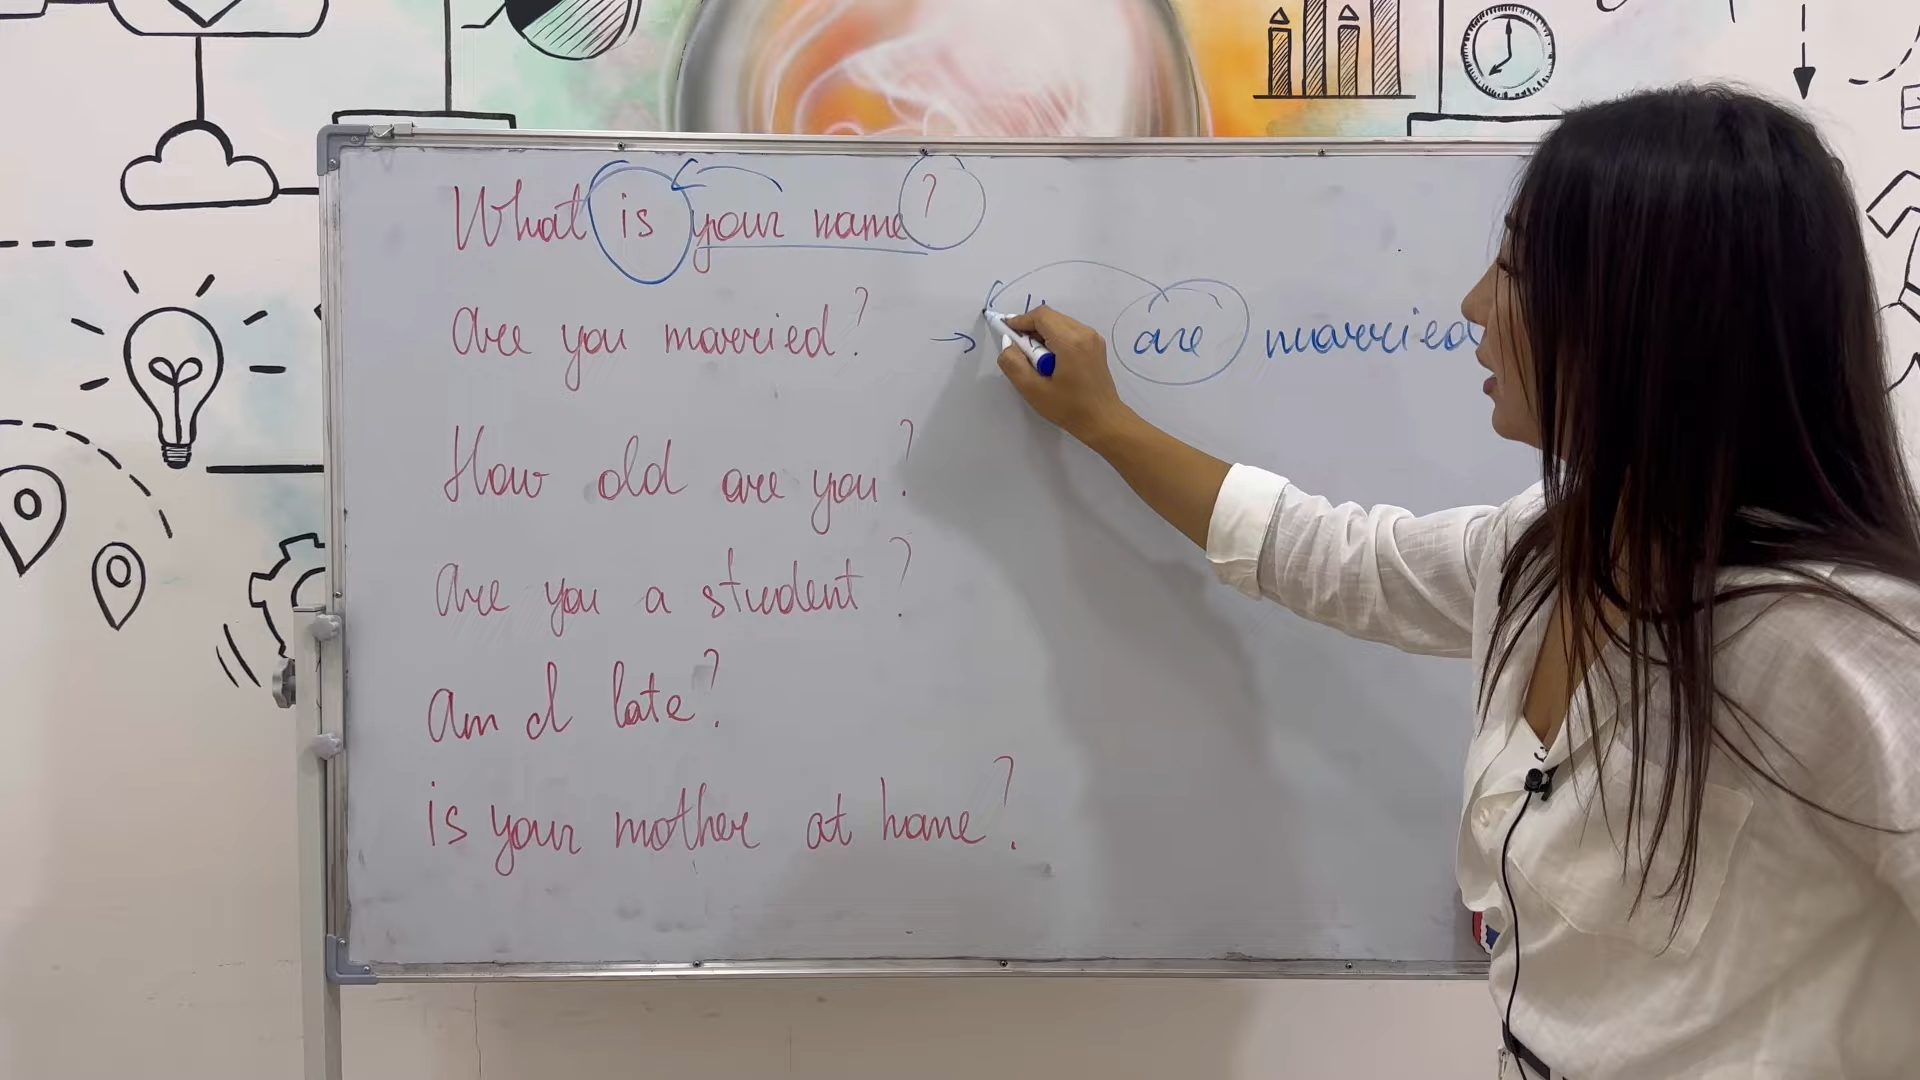 What is your name?
Are you married? → are married
How old are you?
Are you a student?
Am I late?
is your mother at home?